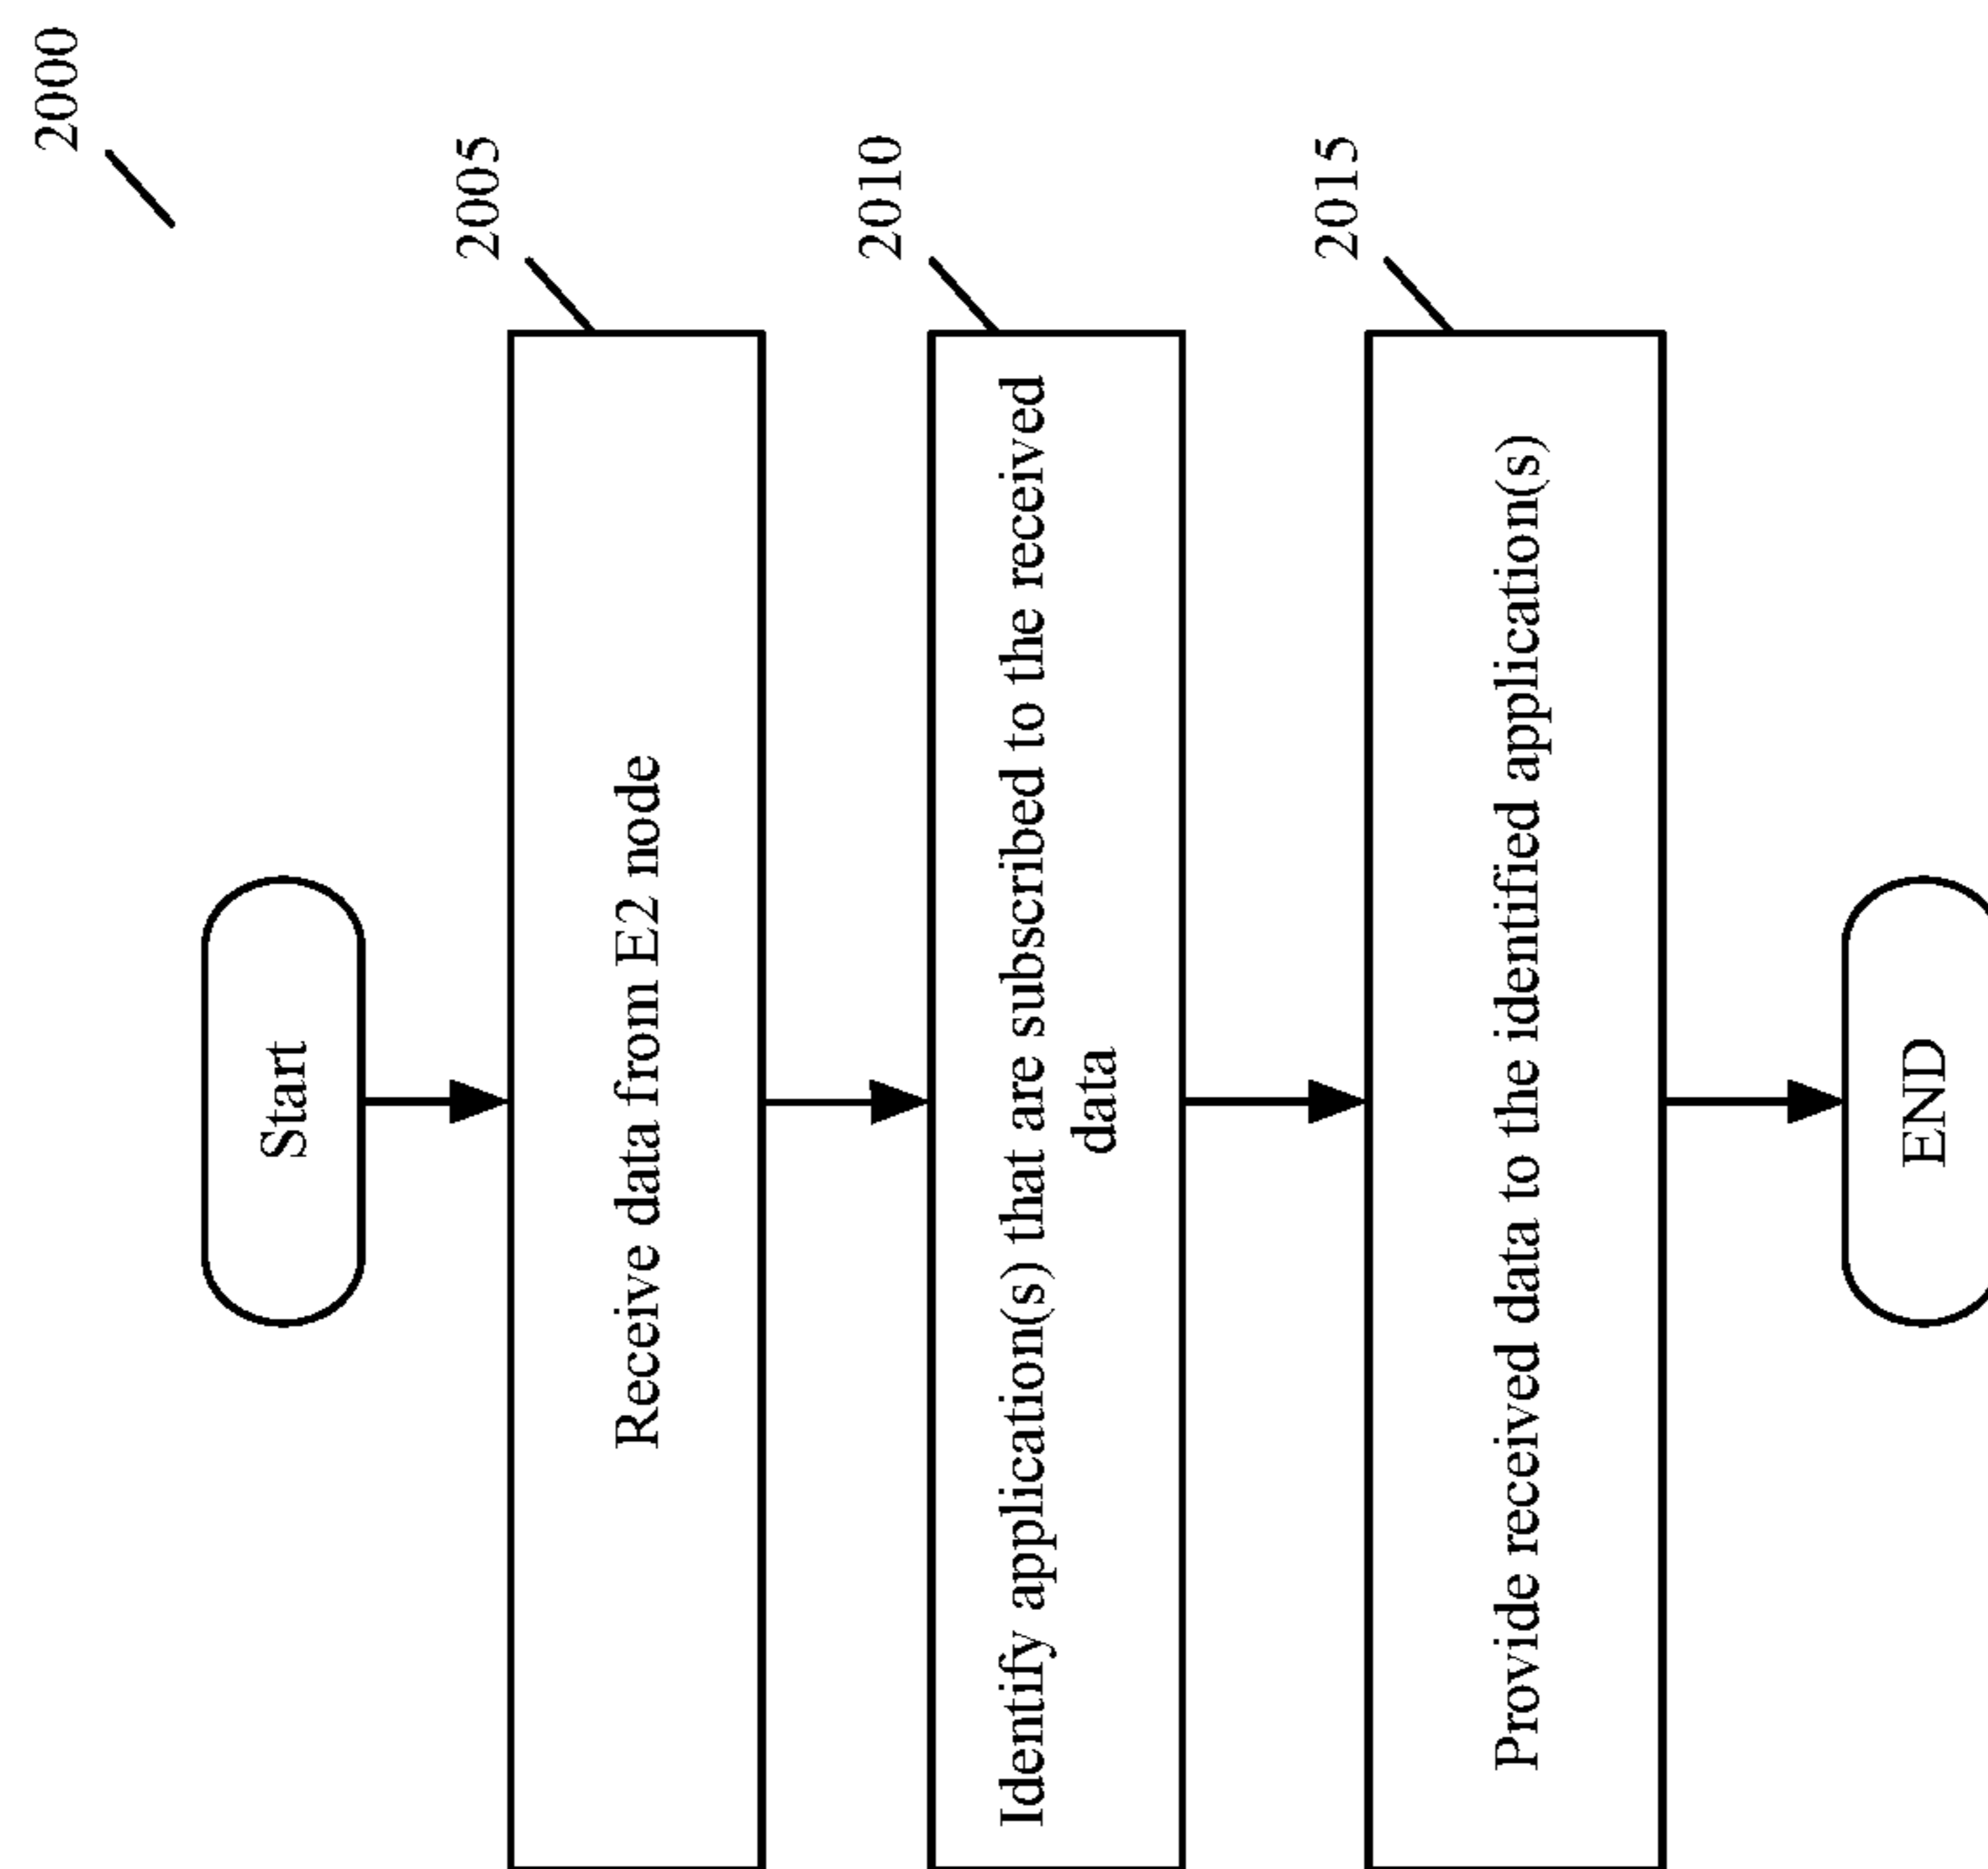 2000
Start
2005
Receive data from E2 node
2010
Identify application(s) that are subscribed to the received
data
2015
Provide received data to the identified application(s)
END